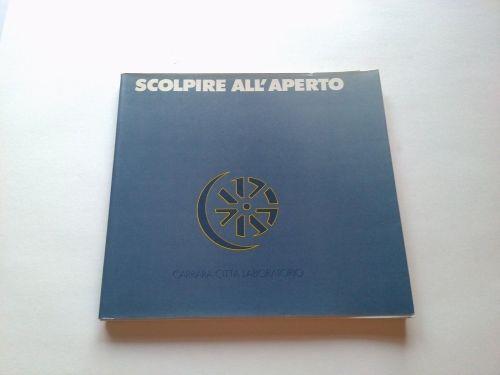 SCOLPIRE ALL'APERTO
CARRARA CITTÀ LABORATORIO